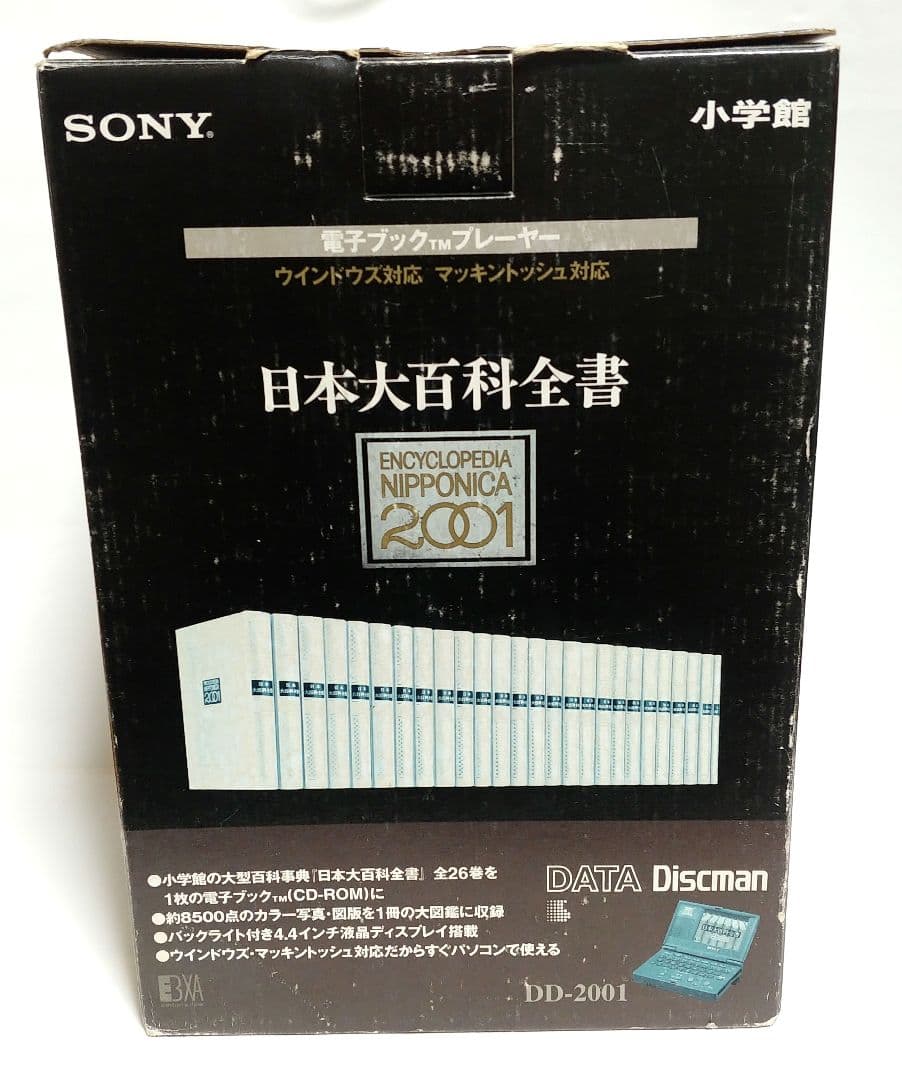 SONY®
小学館
電子ブック™プレーヤー
ウインドウズ対応 マッキントッシュ対応
日本大百科全書
ENCYCLOPEDIA
NIPPONICA
2001
●小学館の大型百科事典『日本大百科全書』全26巻を
1枚の電子ブック™(CD-ROM)に
●約8500点のカラー写真・図版を1冊の大図鑑に収録
●バックライト付き4.4インチ液晶ディスプレイ搭載
●ウインドウズ・マッキントッシュ対応だからすぐパソコンで使える
DATA Discman
EBXA
DD-2001